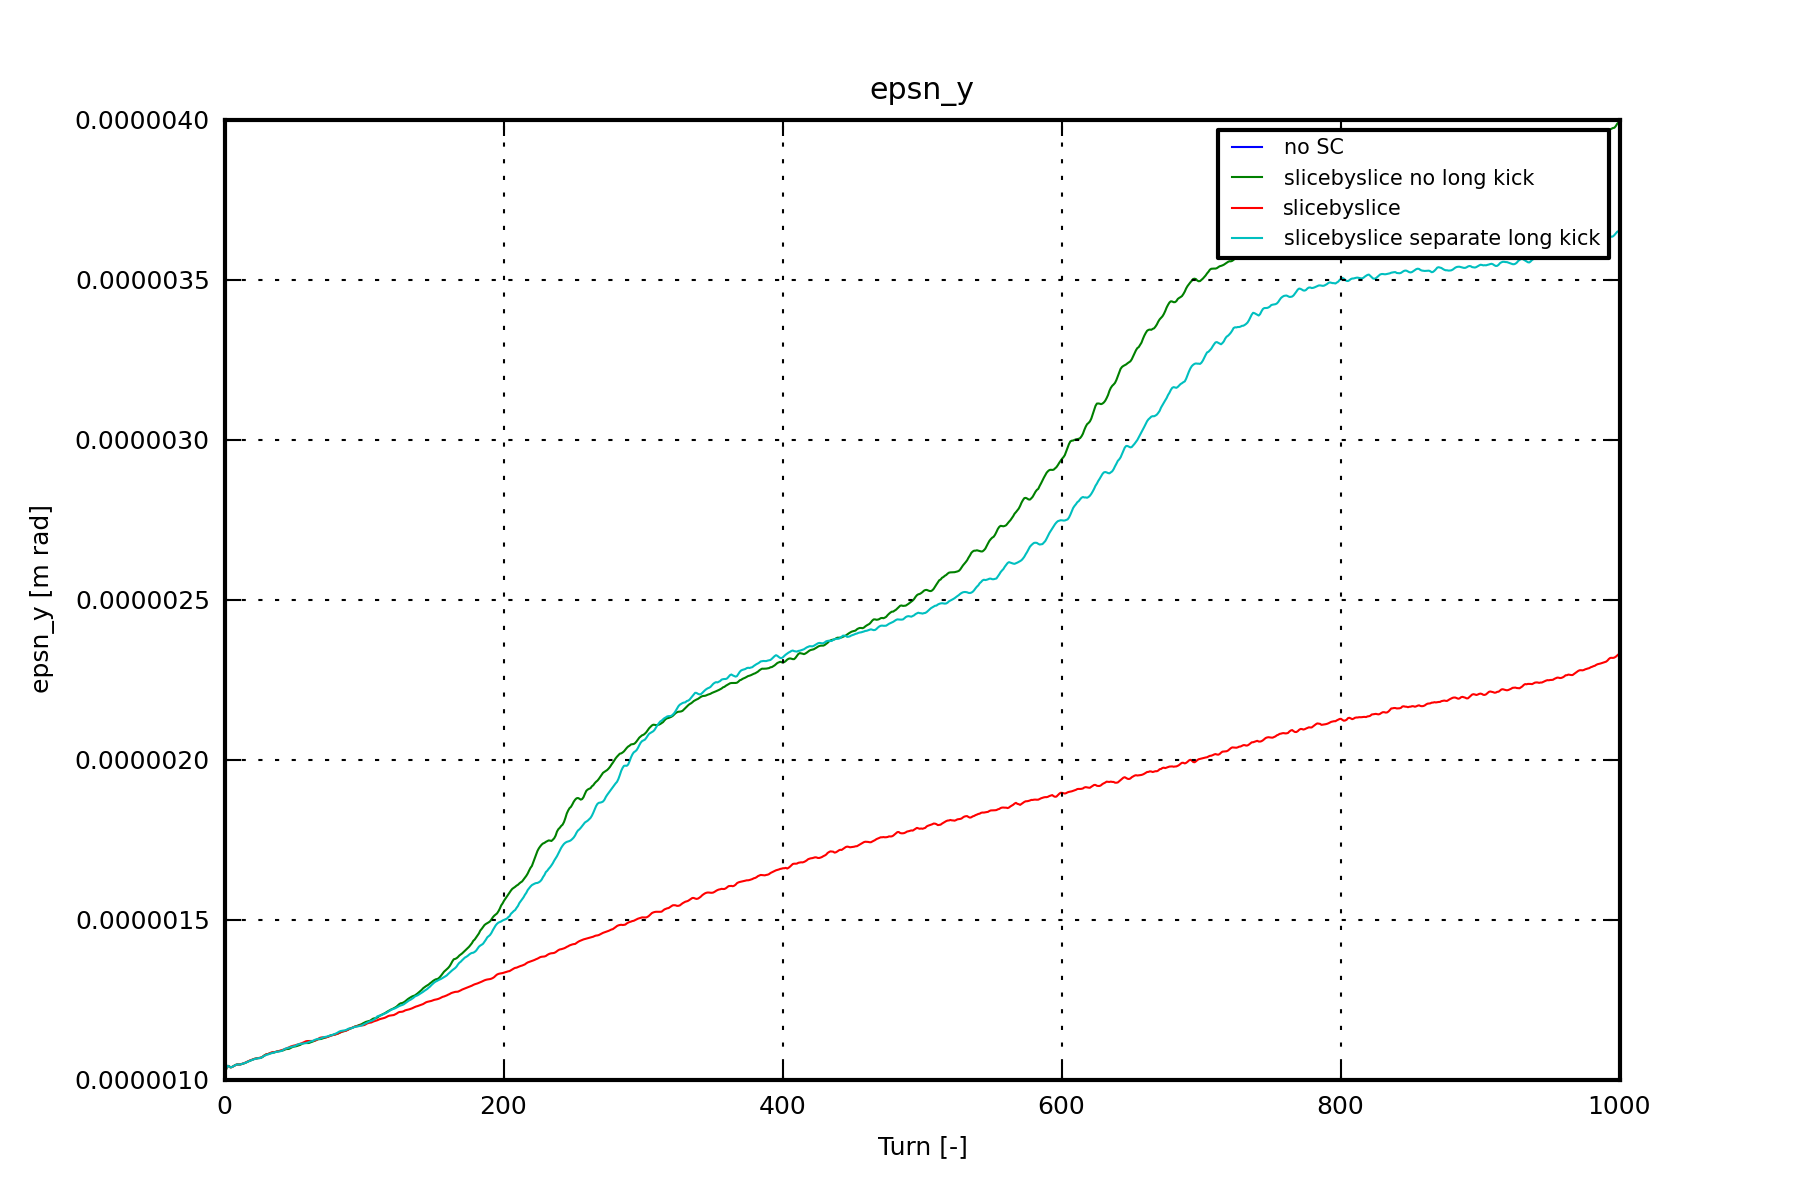 epsn_y
0.0000040
0.0000035
0.0000030
0.0000025
0.0000020
0.0000015
0.0000010
epsn_y [m rad]
no SC
slicebyslice no long kick
slicebyslice
slicebyslice separate long kick
0 200 400 600 800 1000
Turn [-]